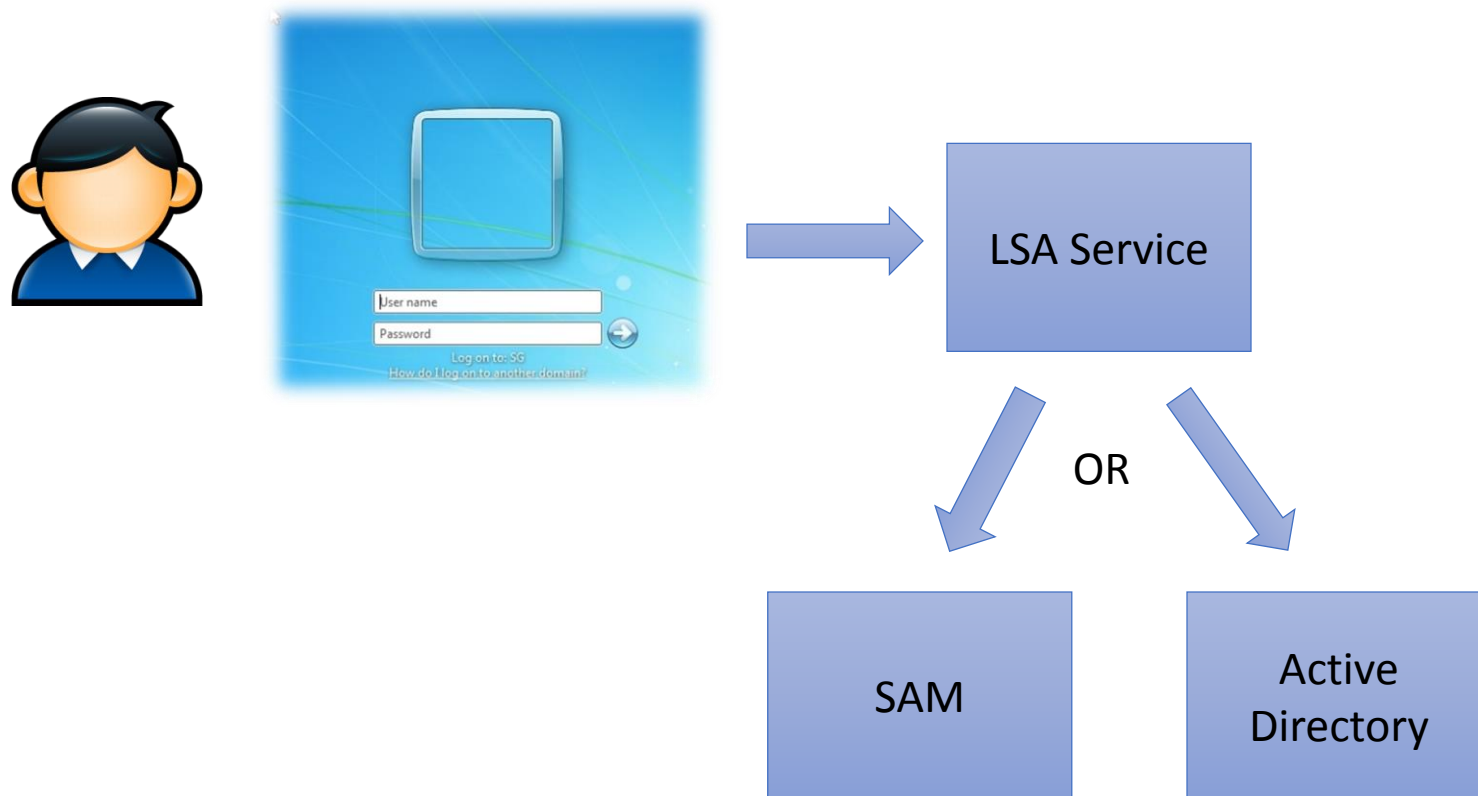 User name
Password
Log on to: SG
How do I log on to another domain?
LSA Service
OR
SAM
Active
Directory